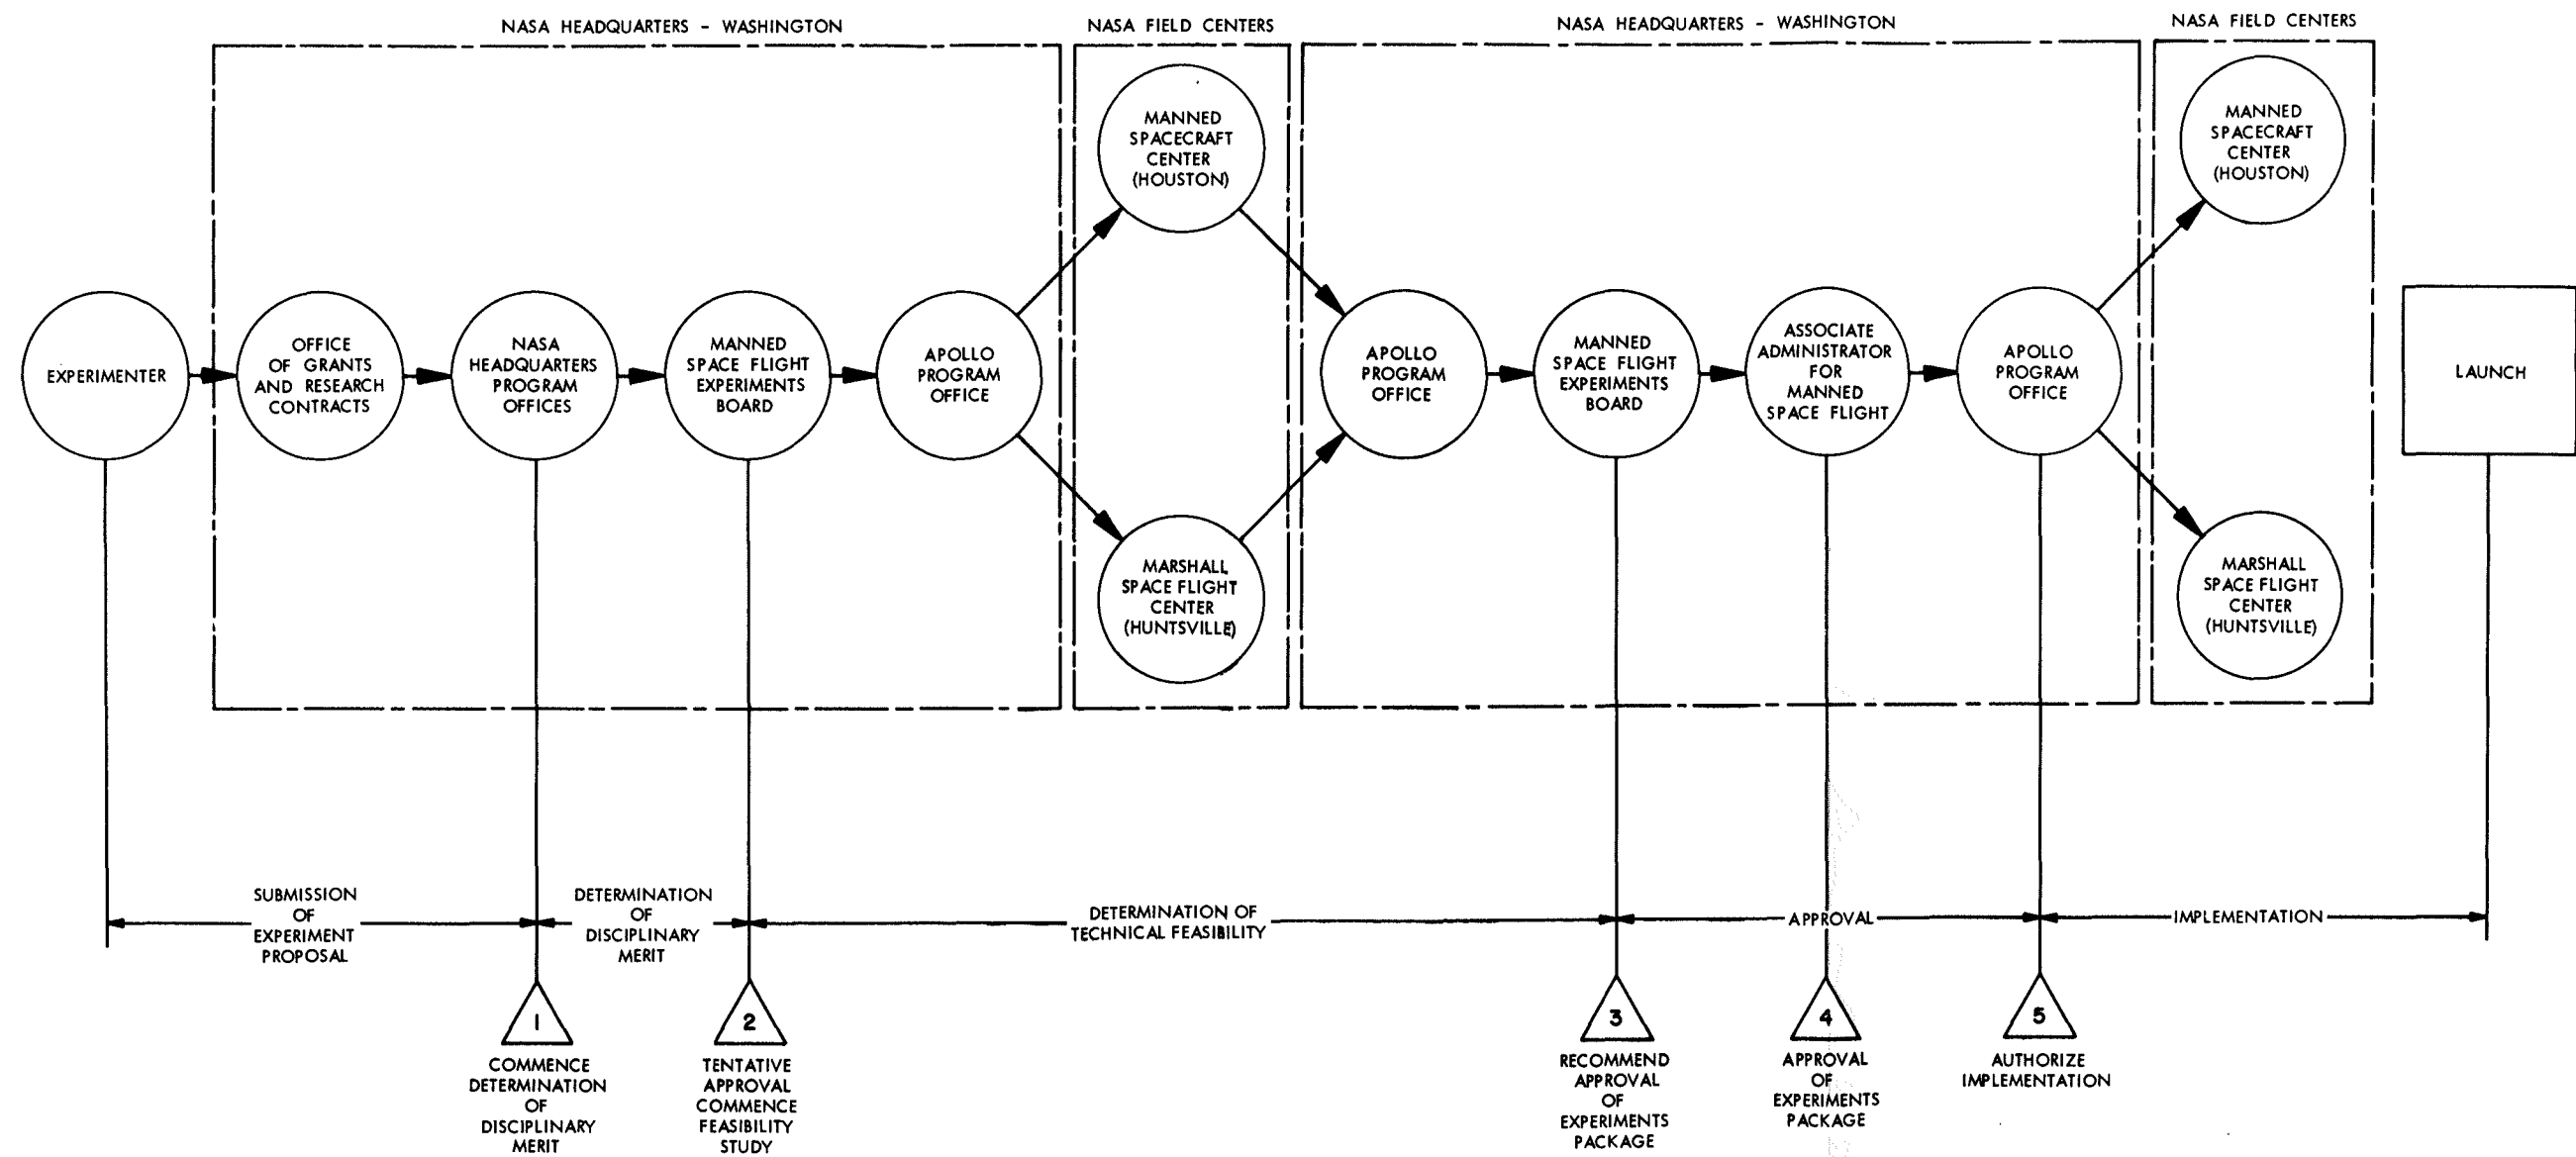 NASA HEADQUARTERS - WASHINGTON
NASA FIELD CENTERS
NASA HEADQUARTERS - WASHINGTON
NASA FIELD CENTERS
EXPERIMENTER
OFFICE
OF GRANTS
AND RESEARCH
CONTRACTS
NASA
HEADQUARTERS
PROGRAM
OFFICES
MANNED
SPACE FLIGHT
EXPERIMENTS
BOARD
APOLLO
PROGRAM
OFFICE
MANNED
SPACECRAFT
CENTER
(HOUSTON)
MARSHALL
SPACE FLIGHT
CENTER
(HUNTSVILLE)
APOLLO
PROGRAM
OFFICE
MANNED
SPACE FLIGHT
EXPERIMENTS
BOARD
ASSOCIATE
ADMINISTRATOR
FOR
MANNED
SPACE FLIGHT
APOLLO
PROGRAM
OFFICE
MANNED
SPACECRAFT
CENTER
(HOUSTON)
MARSHALL
SPACE FLIGHT
CENTER
(HUNTSVILLE)
LAUNCH
SUBMISSION
OF
EXPERIMENT
PROPOSAL
DETERMINATION
OF
DISCIPLINARY
MERIT
DETERMINATION OF
TECHNICAL FEASIBILITY
APPROVAL
IMPLEMENTATION
1
COMMENCE
DETERMINATION
OF
DISCIPLINARY
MERIT
2
TENTATIVE
APPROVAL
COMMENCE
FEASIBILITY
STUDY
3
RECOMMEND
APPROVAL
OF
EXPERIMENTS
PACKAGE
4
APPROVAL
OF
EXPERIMENTS
PACKAGE
5
AUTHORIZE
IMPLEMENTATION